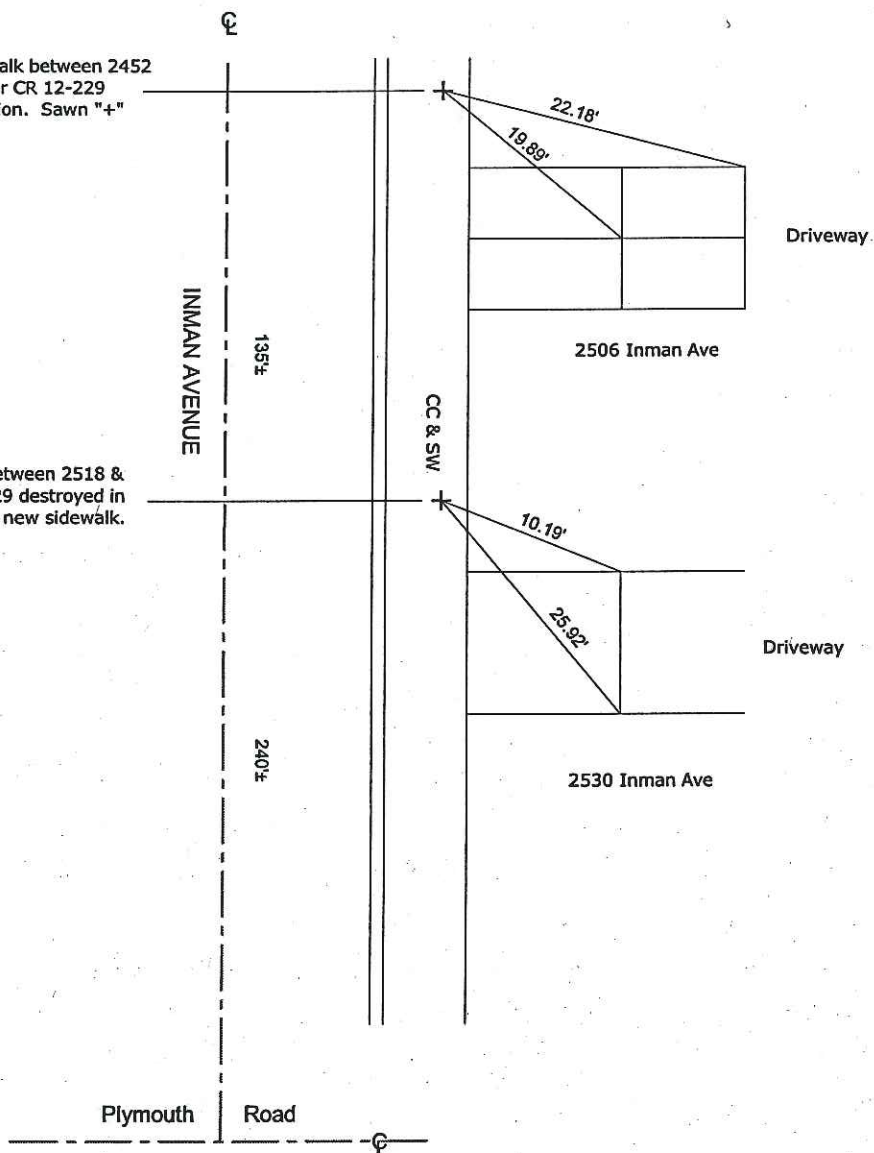 ℄
alk between 2452
r CR 12-229
ion. Sawn "+"
22.18'
19.89'
Driveway
INMAN AVENUE
135'±
2506 Inman Ave
CC & SW
etween 2518 &
29 destroyed in
new sidewalk.
10.19'
25.92'
Driveway
240'±
2530 Inman Ave
Plymouth Road
℄